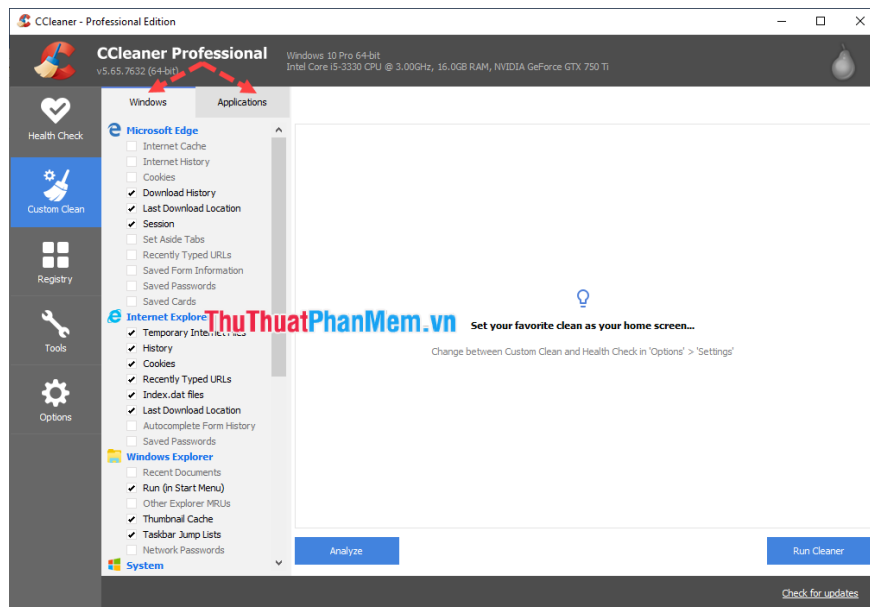 CCleaner - Professional Edition
CCleaner Professional
v5.65.7632 (64-bit)
Windows 10 Pro 64-bit
Intel Core i5-3330 CPU @ 3.00GHz, 16.0GB RAM, NVIDIA GeForce GTX 750 Ti
Health Check
Custom Clean
Registry
Tools
Options
Windows
Applications
Microsoft Edge
Internet Cache
Internet History
Cookies
Download History
Last Download Location
Session
Set Aside Tabs
Recently Typed URLs
Saved Form Information
Saved Passwords
Saved Cards
Internet Explorer
Temporary Internet Files
History
Cookies
Recently Typed URLs
Index.dat files
Last Download Location
Autocomplete Form History
Saved Passwords
Windows Explorer
Recent Documents
Run (in Start Menu)
Other Explorer MRUs
Thumbnail Cache
Taskbar Jump Lists
Network Passwords
System
ThuThuatPhanMem.vn
Set your favorite clean as your home screen...
Change between Custom Clean and Health Check in 'Options' > 'Settings'
Analyze
Run Cleaner
Check for updates